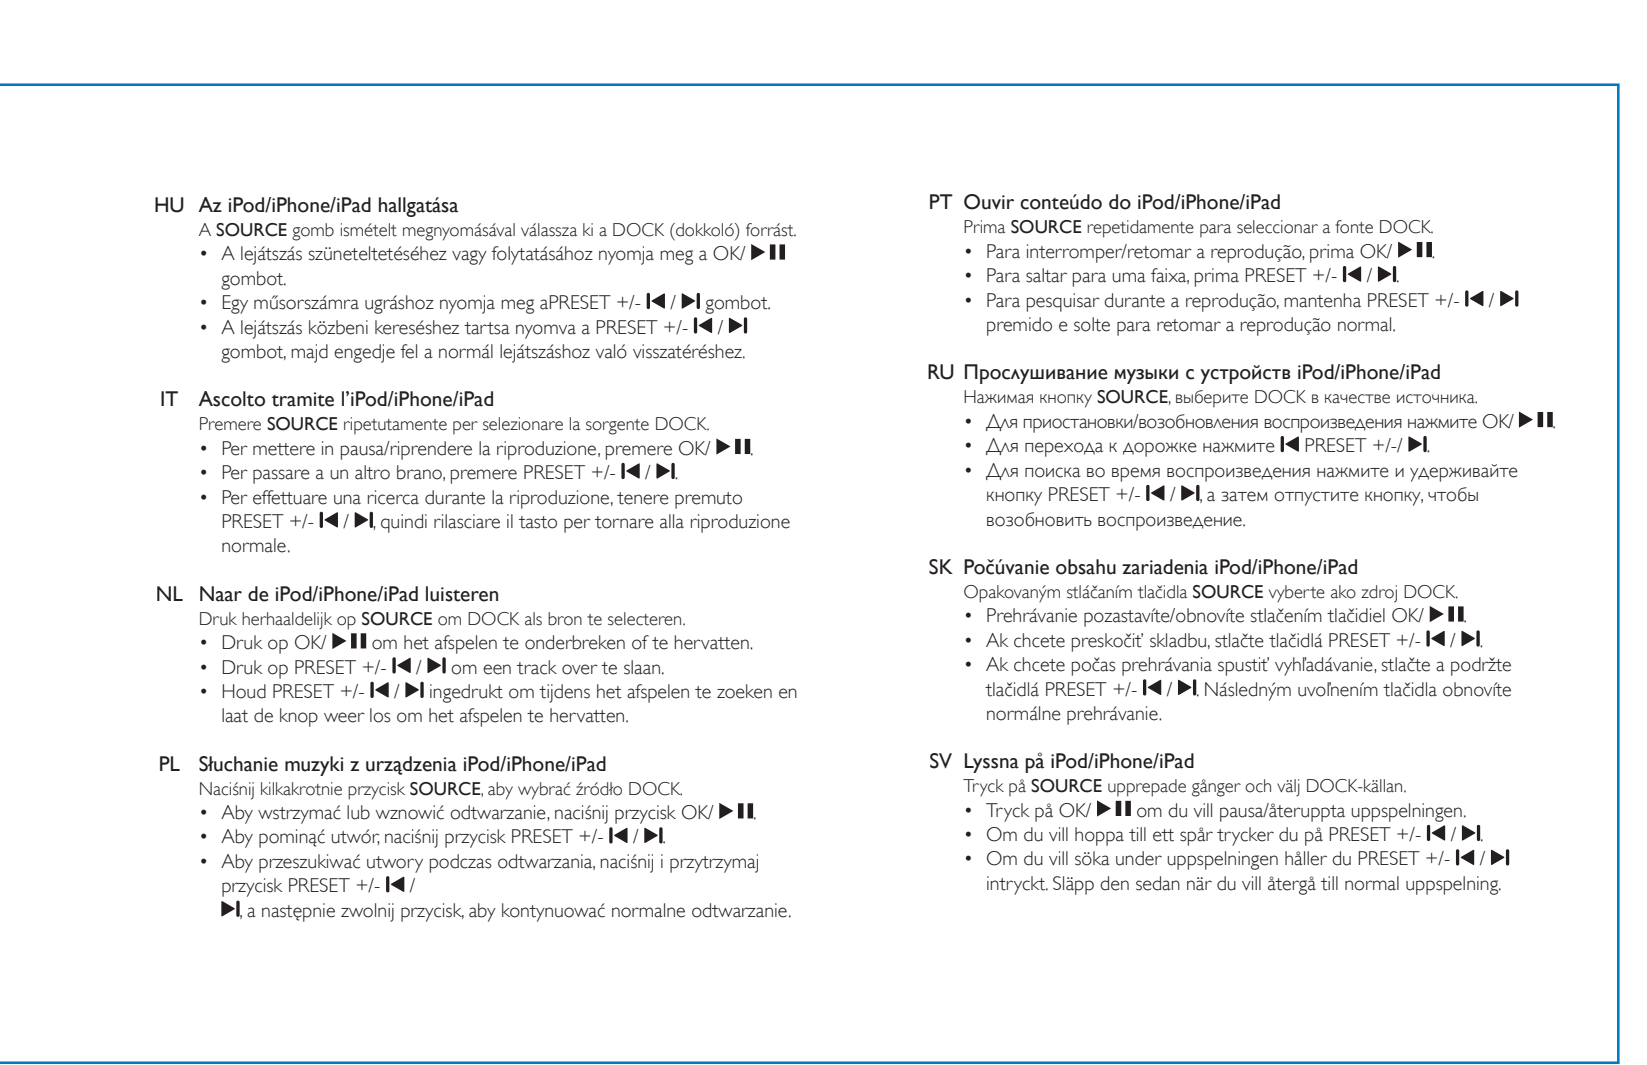 HU Az iPod/iPhone/iPad hallgatása
A SOURCE gomb ismételt megnyomásával válassza ki a DOCK (dokkoló) forrást.
• A lejátszás szüneteltetéséhez vagy folytatásához nyomja meg a OK/ ▶❚❚
gombot.
• Egy műsorszámra ugráshoz nyomja meg aPRESET +/- |◀ / ▶| gombot.
• A lejátszás közbeni kereséshez tartsa nyomva a PRESET +/- |◀ / ▶|
gombot, majd engedje fel a normál lejátszáshoz való visszatéréshez.
IT Ascolto tramite l'iPod/iPhone/iPad
Premere SOURCE ripetutamente per selezionare la sorgente DOCK.
• Per mettere in pausa/riprendere la riproduzione, premere OK/ ▶❚❚.
• Per passare a un altro brano, premere PRESET +/- |◀ / ▶|.
• Per effettuare una ricerca durante la riproduzione, tenere premuto
PRESET +/- |◀ / ▶|, quindi rilasciare il tasto per tornare alla riproduzione
normale.
NL Naar de iPod/iPhone/iPad luisteren
Druk herhaaldelijk op SOURCE om DOCK als bron te selecteren.
• Druk op OK/ ▶❚❚ om het afspelen te onderbreken of te hervatten.
• Druk op PRESET +/- |◀ / ▶| om een track over te slaan.
• Houd PRESET +/- |◀ / ▶| ingedrukt om tijdens het afspelen te zoeken en
laat de knop weer los om het afspelen te hervatten.
PL Słuchanie muzyki z urządzenia iPod/iPhone/iPad
Naciśnij kilkakrotnie przycisk SOURCE, aby wybrać źródło DOCK.
• Aby wstrzymać lub wznowić odtwarzanie, naciśnij przycisk OK/ ▶❚❚.
• Aby pominąć utwór, naciśnij przycisk PRESET +/- |◀ / ▶|.
• Aby przeszukiwać utwory podczas odtwarzania, naciśnij i przytrzymaj
przycisk PRESET +/- |◀ /
▶|, a następnie zwolnij przycisk, aby kontynuować normalne odtwarzanie.
PT Ouvir conteúdo do iPod/iPhone/iPad
Prima SOURCE repetidamente para seleccionar a fonte DOCK.
• Para interromper/retomar a reprodução, prima OK/ ▶❚❚.
• Para saltar para uma faixa, prima PRESET +/- |◀ / ▶|.
• Para pesquisar durante a reprodução, mantenha PRESET +/- |◀ / ▶|
premido e solte para retomar a reprodução normal.
RU Прослушивание музыки с устройств iPod/iPhone/iPad
Нажимая кнопку SOURCE, выберите DOCK в качестве источника.
• Для приостановки/возобновления воспроизведения нажмите OK/ ▶❚❚.
• Для перехода к дорожке нажмите |◀ PRESET +/-/ ▶|.
• Для поиска во время воспроизведения нажмите и удерживайте
кнопку PRESET +/- |◀ / ▶|, а затем отпустите кнопку, чтобы
возобновить воспроизведение.
SK Počúvanie obsahu zariadenia iPod/iPhone/iPad
Opakovaným stláčaním tlačidla SOURCE vyberte ako zdroj DOCK.
• Prehrávanie pozastavíte/obnovíte stlačením tlačidiel OK/ ▶❚❚.
• Ak chcete preskočiť skladbu, stlačte tlačidlá PRESET +/- |◀ / ▶|.
• Ak chcete počas prehrávania spustiť vyhľadávanie, stlačte a podržte
tlačidlá PRESET +/- |◀ / ▶|. Následným uvoľnením tlačidla obnovíte
normálne prehrávanie.
SV Lyssna på iPod/iPhone/iPad
Tryck på SOURCE upprepade gånger och välj DOCK-källan.
• Tryck på OK/ ▶❚❚ om du vill pausa/återuppta uppspelningen.
• Om du vill hoppa till ett spår trycker du på PRESET +/- |◀ / ▶|.
• Om du vill söka under uppspelningen håller du PRESET +/- |◀ / ▶|
intryckt. Släpp den sedan när du vill återgå till normal uppspelning.